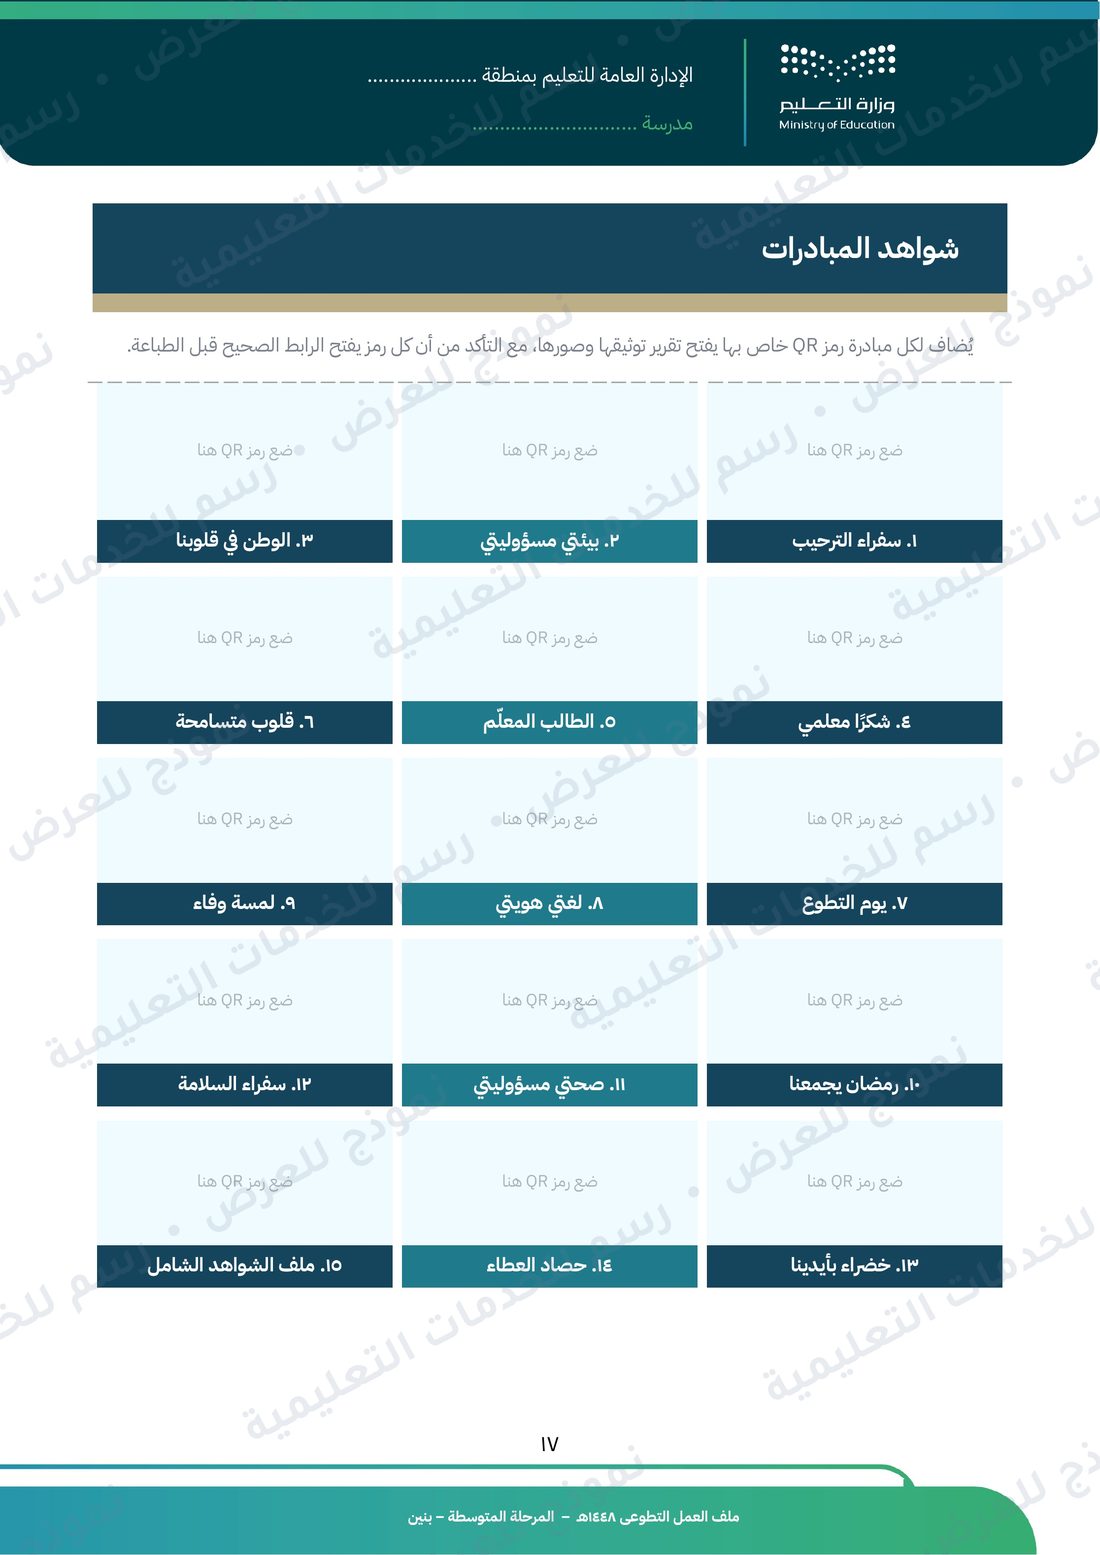 وزارة التعليم
Ministry of Education
الإدارة العامة للتعليم بمنطقة ....................
مدرسة ..............................
شواهد المبادرات
يُضاف لكل مبادرة رمز QR خاص بها يفتح تقرير توثيقها وصورها، مع التأكد من أن كل رمز يفتح الرابط الصحيح قبل الطباعة.
ضع رمز QR هنا
ضع رمز QR هنا
ضع رمز QR هنا
١. سفراء الترحيب
٢. بيئتي مسؤوليتي
٣. الوطن في قلوبنا
ضع رمز QR هنا
ضع رمز QR هنا
ضع رمز QR هنا
٤. شكرًا معلمي
٥. الطالب المعلّم
٦. قلوب متسامحة
ضع رمز QR هنا
ضع رمز QR هنا
ضع رمز QR هنا
٧. يوم التطوع
٨. لغتي هويتي
٩. لمسة وفاء
ضع رمز QR هنا
ضع رمز QR هنا
ضع رمز QR هنا
١٠. رمضان يجمعنا
١١. صحتي مسؤوليتي
١٢. سفراء السلامة
ضع رمز QR هنا
ضع رمز QR هنا
ضع رمز QR هنا
١٣. خضراء بأيدينا
١٤. حصاد العطاء
١٥. ملف الشواهد الشامل
١٧
ملف العمل التطوعي ١٤٤٨هـ – المرحلة المتوسطة – بنين
نموذج للعرض • رسم للخدمات التعليمية